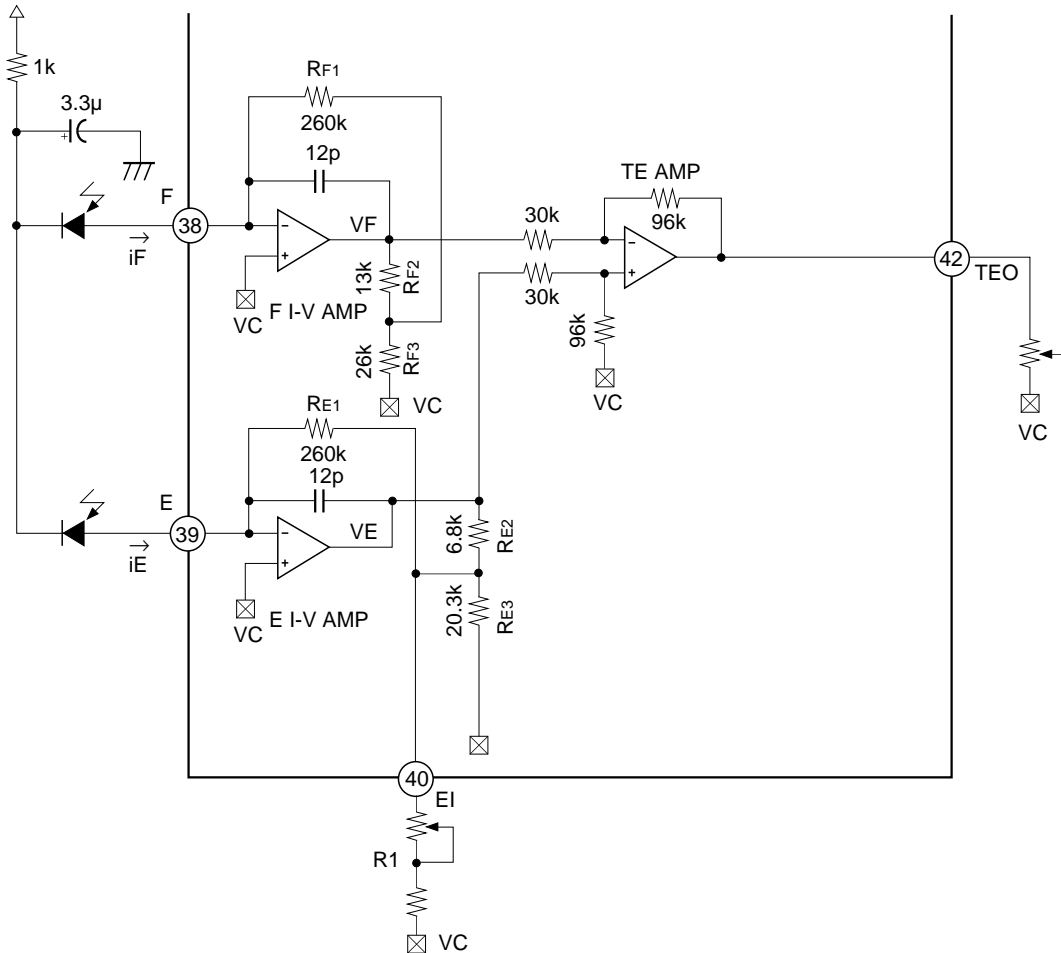 1k
3.3µ
+
F
38
iF
RF1
260k
12p
−
+
VF
VC
F I-V AMP
13k
RF2
26k
RF3
VC
30k
30k
TE AMP
96k
−
+
96k
VC
42
TEO
VC
E
39
iE
RE1
260k
12p
−
+
VE
VC
E I-V AMP
6.8k
RE2
20.3k
RE3
40
EI
R1
VC